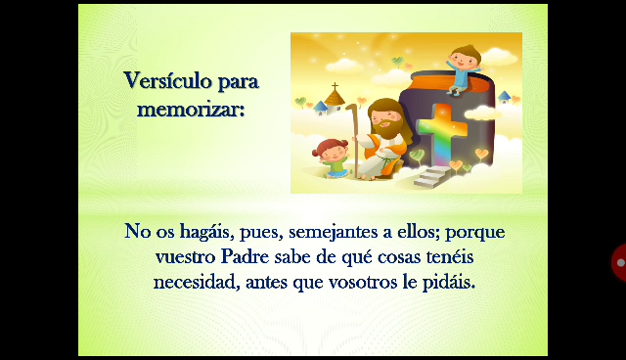 Versículo para
memorizar:
No os hagáis, pues, semejantes a ellos; porque
vuestro Padre sabe de qué cosas tenéis
necesidad, antes que vosotros le pidáis.